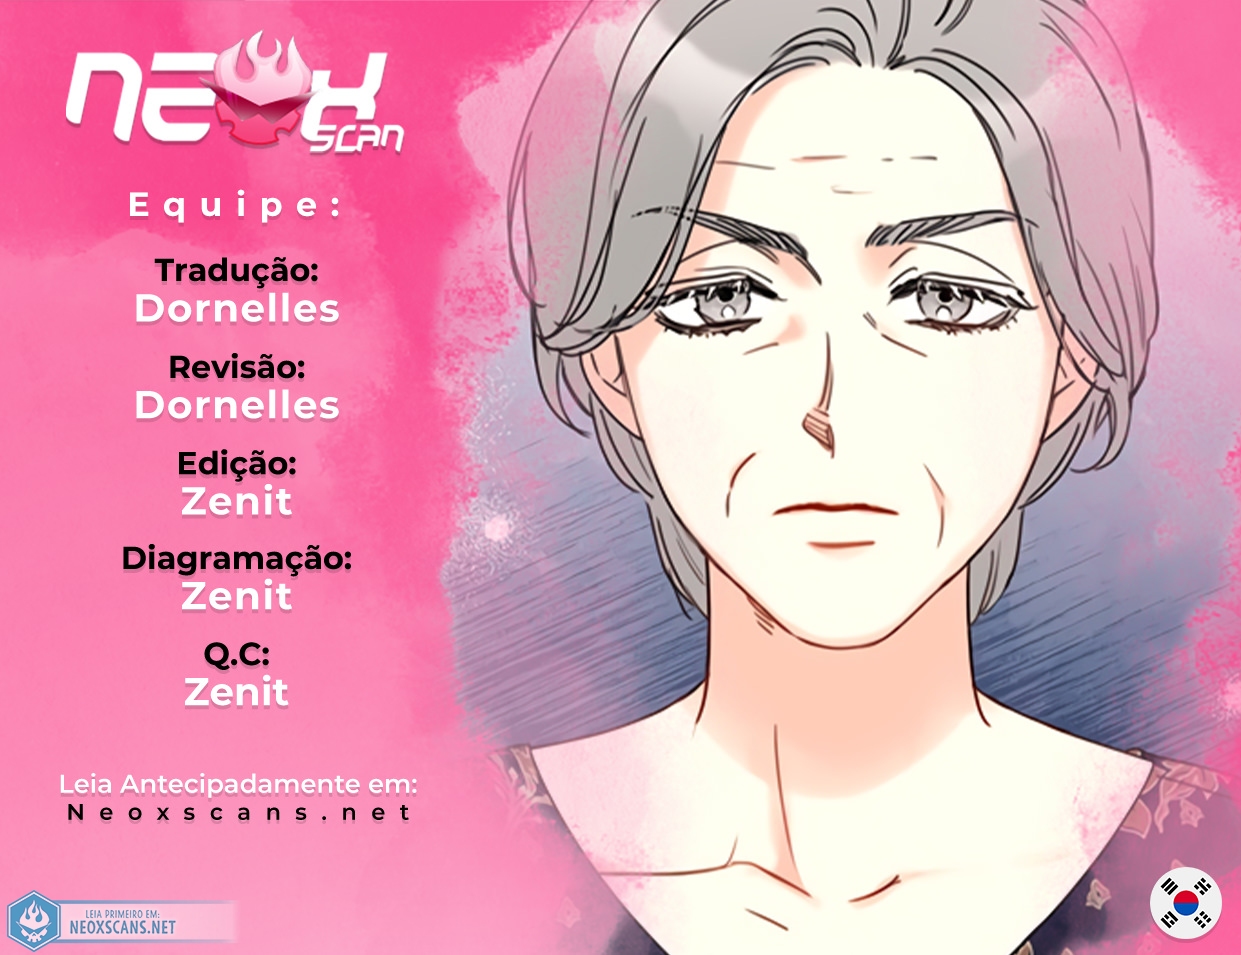 NEOX
SCAN
Equipe:
Tradução:
Dornelles
Revisão:
Dornelles
Edição:
Zenit
Diagramação:
Zenit
Q.C:
Zenit
Leia Antecipadamente em:
Neoxscans.net
LEIA PRIMEIRO EM:
NEOXSCANS.NET